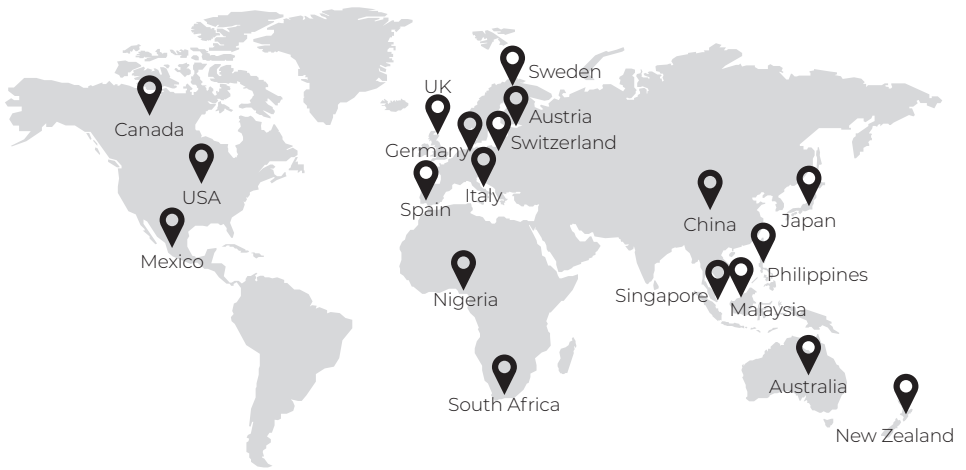 Sweden
UK
Austria
Canada
Switzerland
Germany
USA
Italy
Spain
China
Japan
Mexico
Philippines
Singapore
Nigeria
Malaysia
Australia
South Africa
New Zealand